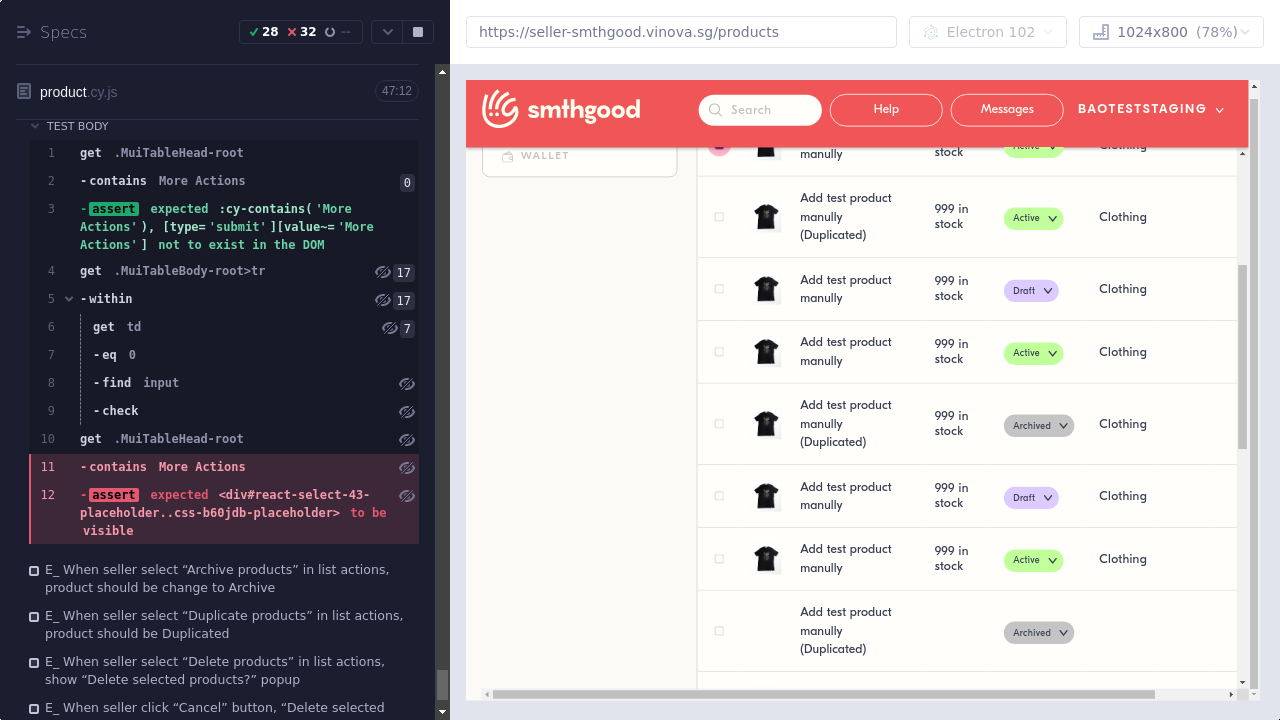 Specs
28 32 --
https://seller-smthgood.vinova.sg/products
Electron 102
1024x800 (78%)
product.cy.js
47:12
TEST BODY
1 get .MuiTableHead-root
2 -contains More Actions 0
3 -assert expected :cy-contains('More
Actions'), [type='submit'][value~='More
Actions'] not to exist in the DOM
4 get .MuiTableBody-root>tr 17
5 -within 17
6 get td 7
7 -eq 0
8 -find input
9 -check
10 get .MuiTableHead-root
11 -contains More Actions
12 -assert expected <div#react-select-43-
placeholder..css-b60jdb-placeholder> to be
visible
E_ When seller select “Archive products” in list actions,
product should be change to Archive
E_ When seller select “Duplicate products” in list actions,
product should be Duplicated
E_ When seller select “Delete products” in list actions,
show “Delete selected products?” popup
E_ When seller click “Cancel” button, “Delete selected
smthgood
Search
Help
Messages
BAOTESTSTAGING
WALLET
manully
stock
Active
Clothing
Add test product
manully
(Duplicated)
999 in
stock
Active
Clothing
Add test product
manully
999 in
stock
Draft
Clothing
Add test product
manully
999 in
stock
Active
Clothing
Add test product
manully
(Duplicated)
999 in
stock
Archived
Clothing
Add test product
manully
999 in
stock
Draft
Clothing
Add test product
manully
999 in
stock
Active
Clothing
Add test product
manully
(Duplicated)
Archived